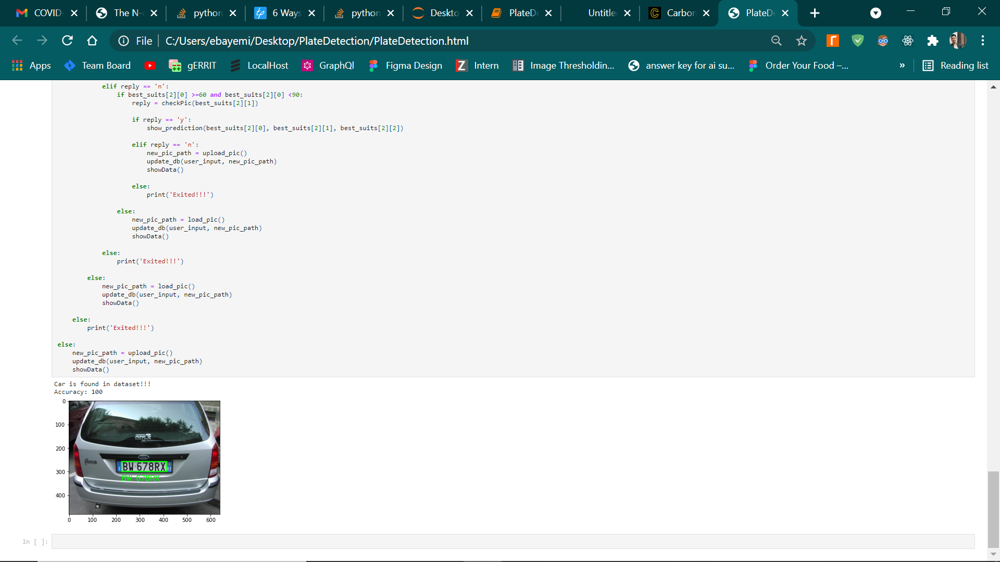 COVID-
The N-
python
6 Ways
python
Deskto
PlateD
Untitle
Carbon
PlateD
File
C:/Users/ebayemi/Desktop/PlateDetection/PlateDetection.html
Apps
Team Board
gERRIT
LocalHost
GraphQl
Figma Design
Intern
Image Thresholdin...
answer key for ai su...
Order Your Food –...
»
Reading list
elif reply == 'n':
if best_suits[2][0] >=60 and best_suits[2][0] <90:
reply = checkPic(best_suits[2][1])
if reply == 'y':
show_prediction(best_suits[2][0], best_suits[2][1], best_suits[2][2])
elif reply == 'n':
new_pic_path = upload_pic()
update_db(user_input, new_pic_path)
showData()
else:
print('Exited!!!')
else:
new_pic_path = load_pic()
update_db(user_input, new_pic_path)
showData()
else:
print('Exited!!!')
else:
new_pic_path = load_pic()
update_db(user_input, new_pic_path)
showData()
else:
print('Exited!!!')
else:
new_pic_path = upload_pic()
update_db(user_input, new_pic_path)
showData()
Car is found in dataset!!!
Accuracy: 100
0
100
200
300
400
focus
BW 678RX
BW 678RX
0 100 200 300 400 500 600
In [ ]: